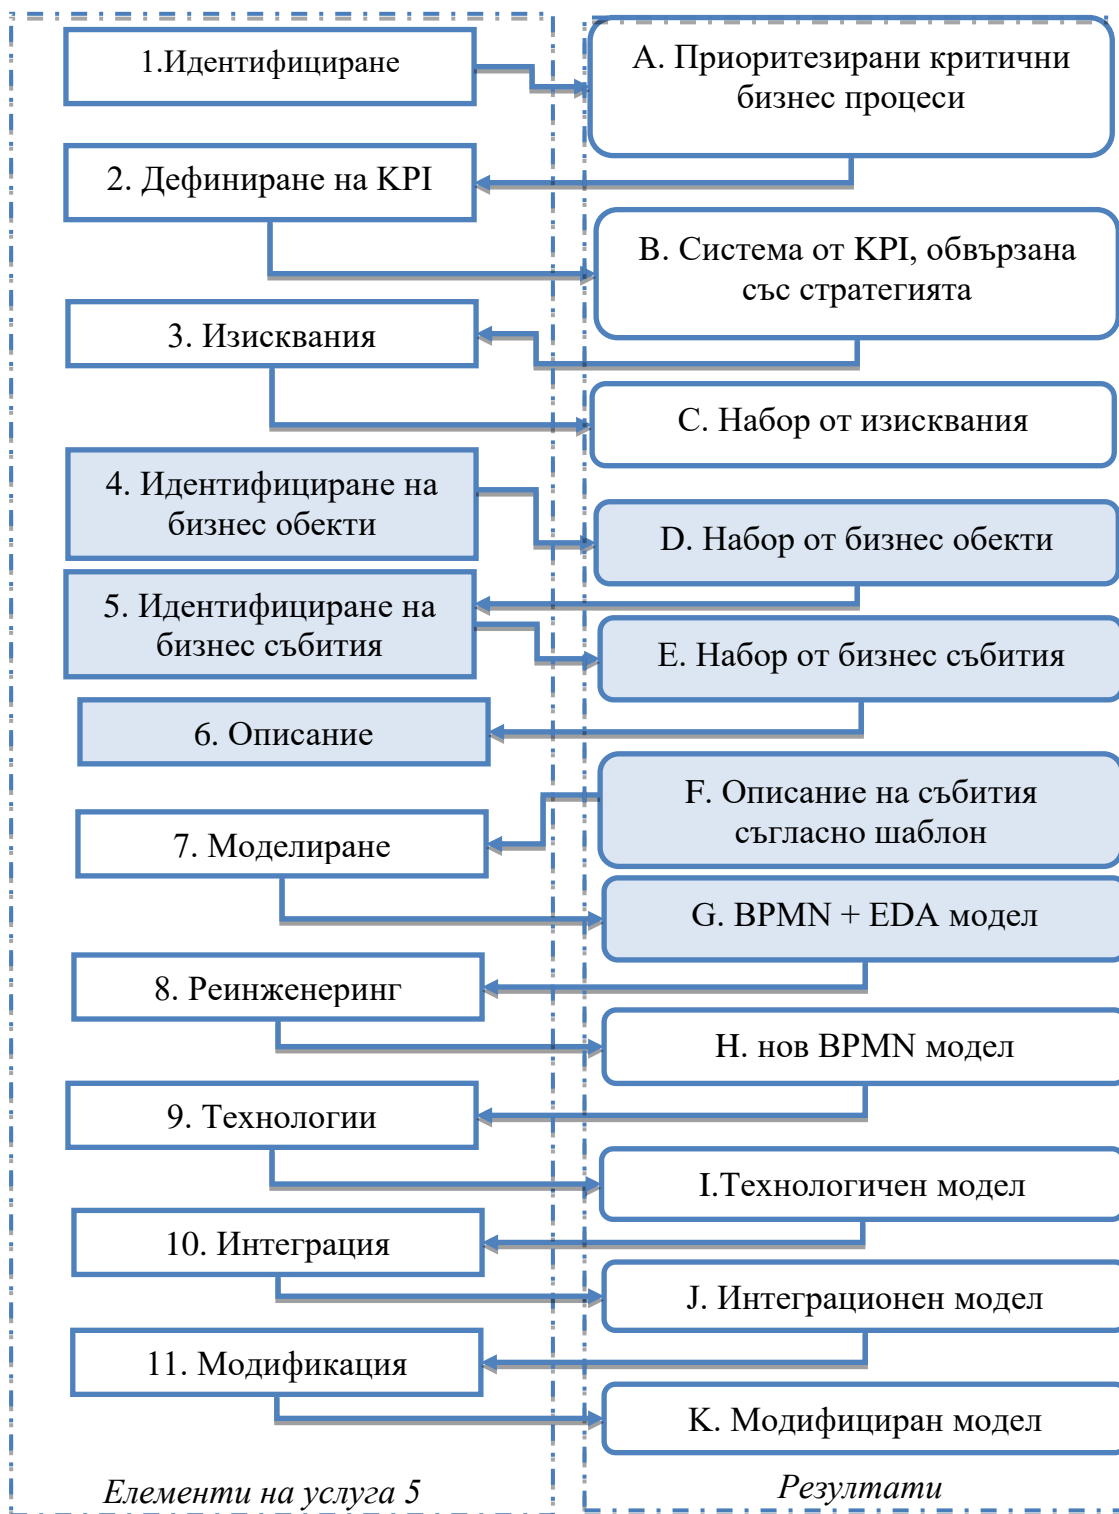 1.Идентифициране
A. Приоритезирани критични
бизнес процеси
2. Дефиниране на KPI
B. Система от KPI, обвързана
със стратегията
3. Изисквания
C. Набор от изисквания
4. Идентифициране на
бизнес обекти
D. Набор от бизнес обекти
5. Идентифициране на
бизнес събития
E. Набор от бизнес събития
6. Описание
F. Описание на събития
съгласно шаблон
7. Моделиране
G. BPMN + EDA модел
8. Реинженеринг
H. нов BPMN модел
9. Технологии
I.Технологичен модел
10. Интеграция
J. Интеграционен модел
11. Модификация
K. Модифициран модел
Елементи на услуга 5
Резултати